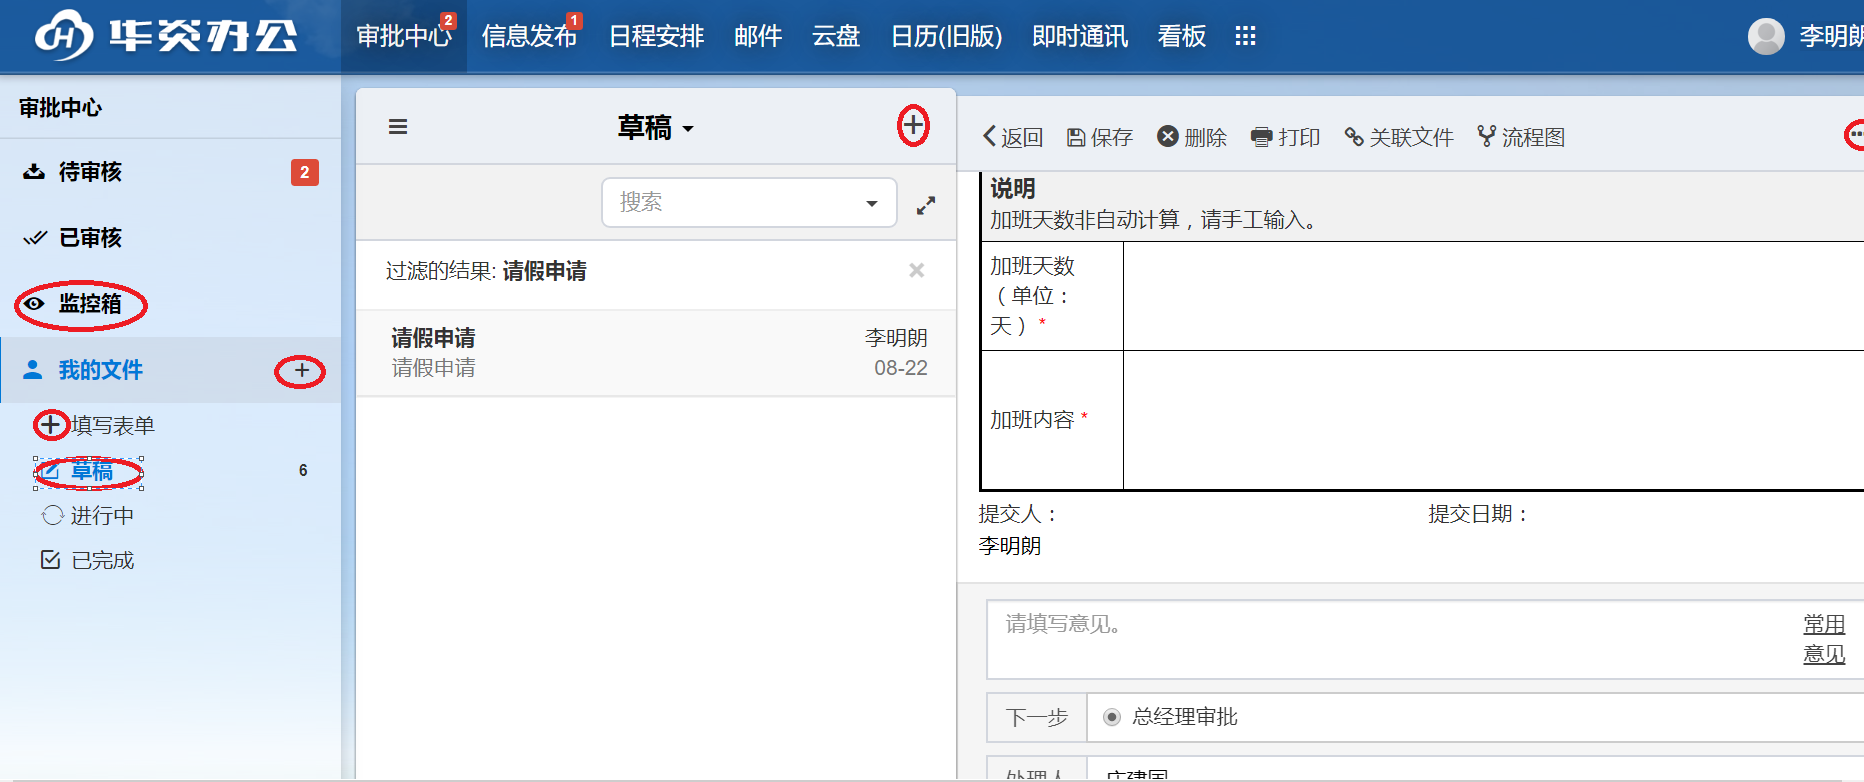 华炎办公
审批中心 2 信息发布 1 日程安排 邮件 云盘 日历(旧版) 即时通讯 看板 李明朗
审批中心
待审核 2
已审核
监控箱
我的文件
填写表单
草稿 6
进行中
已完成
草稿
搜索
过滤的结果: 请假申请
请假申请 李明朗
请假申请 08-22
返回 保存 删除 打印 关联文件 流程图
说明
加班天数非自动计算，请手工输入。
加班天数
（单位：
天） *
加班内容 *
提交人： 提交日期：
李明朗
请填写意见。 常用
意见
下一步 总经理审批
处理人